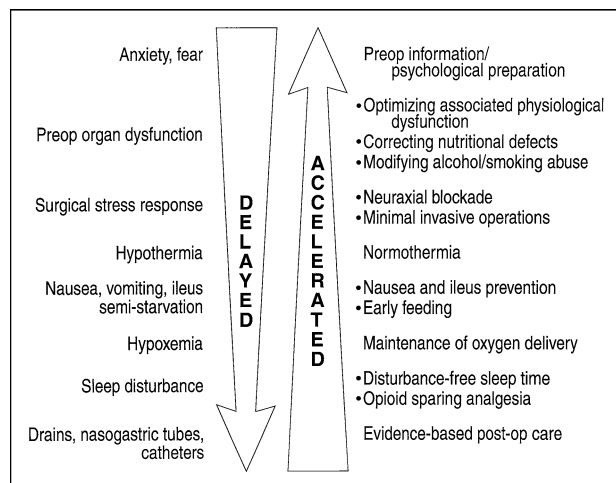 Anxiety, fear
Preop organ dysfunction
Surgical stress response
Hypothermia
Nausea, vomiting, ileus
semi-starvation
Hypoxemia
Sleep disturbance
Drains, nasogastric tubes,
catheters
DELAYED
ACCELERATED
Preop information/
psychological preparation
•Optimizing associated physiological
dysfunction
•Correcting nutritional defects
•Modifying alcohol/smoking abuse
•Neuraxial blockade
•Minimal invasive operations
Normothermia
•Nausea and ileus prevention
•Early feeding
Maintenance of oxygen delivery
•Disturbance-free sleep time
•Opioid sparing analgesia
Evidence-based post-op care